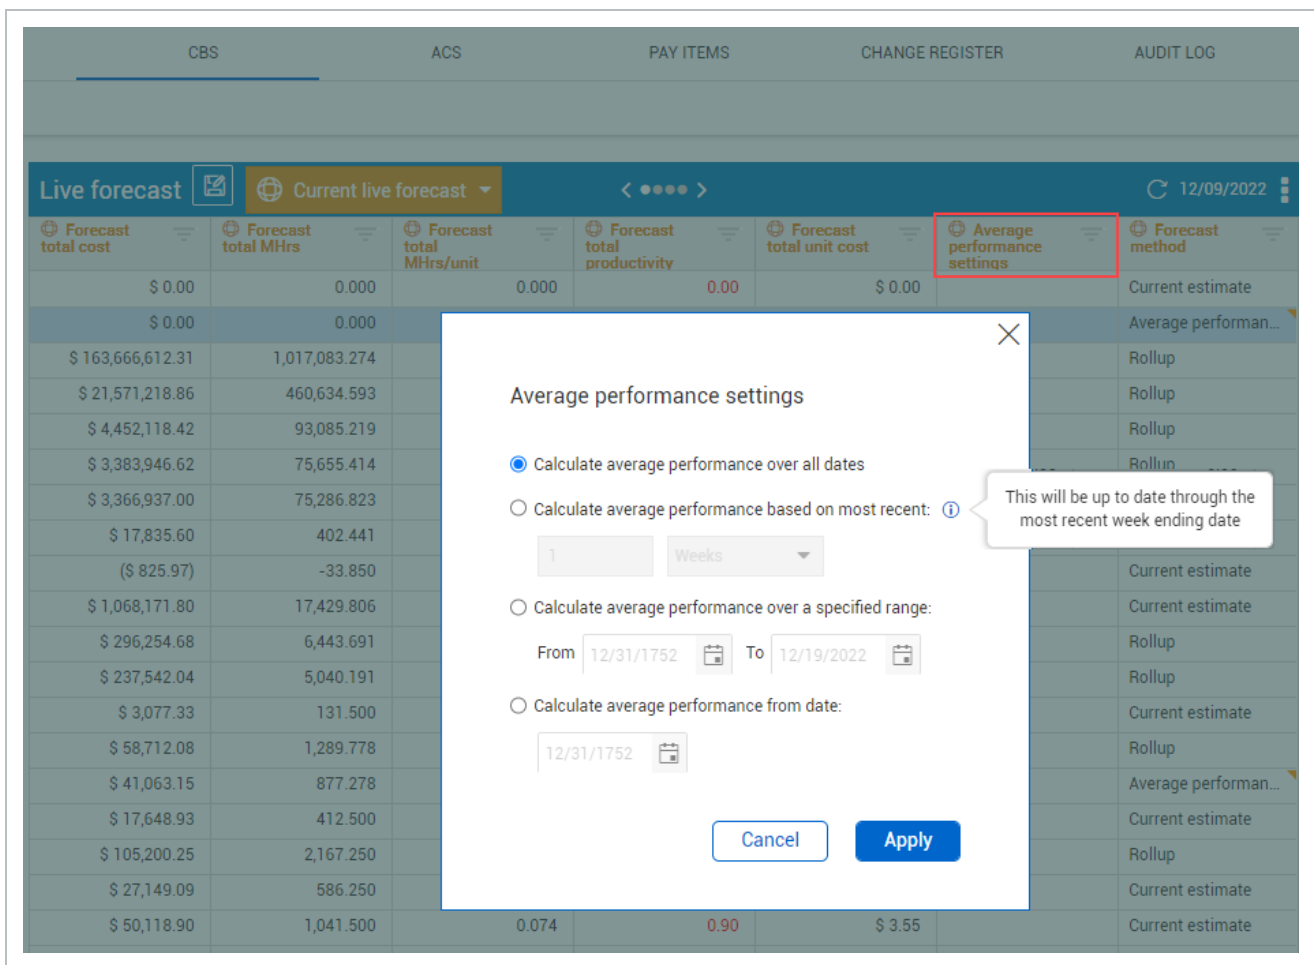 CBS ACS PAY ITEMS CHANGE REGISTER AUDIT LOG
Live forecast Current live forecast 12/09/2022
Forecast total cost Forecast total MHrs Forecast total MHrs/unit Forecast total productivity Forecast total unit cost Average performance settings Forecast method
$ 0.00 0.000 0.000 0.00 $ 0.00 Current estimate
$ 0.00 0.000 Average performan...
$ 163,666,612.31 1,017,083.274 Rollup
$ 21,571,218.86 460,634.593 Rollup
$ 4,452,118.42 93,085.219 Rollup
$ 3,383,946.62 75,655.414 Rollup
$ 3,366,937.00 75,286.823
$ 17,835.60 402.441
($ 825.97) -33.850 Current estimate
$ 1,068,171.80 17,429.806 Current estimate
$ 296,254.68 6,443.691 Rollup
$ 237,542.04 5,040.191 Rollup
$ 3,077.33 131.500 Current estimate
$ 58,712.08 1,289.778 Rollup
$ 41,063.15 877.278 Average performan...
$ 17,648.93 412.500 Current estimate
$ 105,200.25 2,167.250 Rollup
$ 27,149.09 586.250 Current estimate
$ 50,118.90 1,041.500 0.074 0.90 $ 3.55 Current estimate
Average performance settings
Calculate average performance over all dates
Calculate average performance based on most recent:
This will be up to date through the
most recent week ending date
1 Weeks
Calculate average performance over a specified range:
From 12/31/1752 To 12/19/2022
Calculate average performance from date:
12/31/1752
Cancel Apply